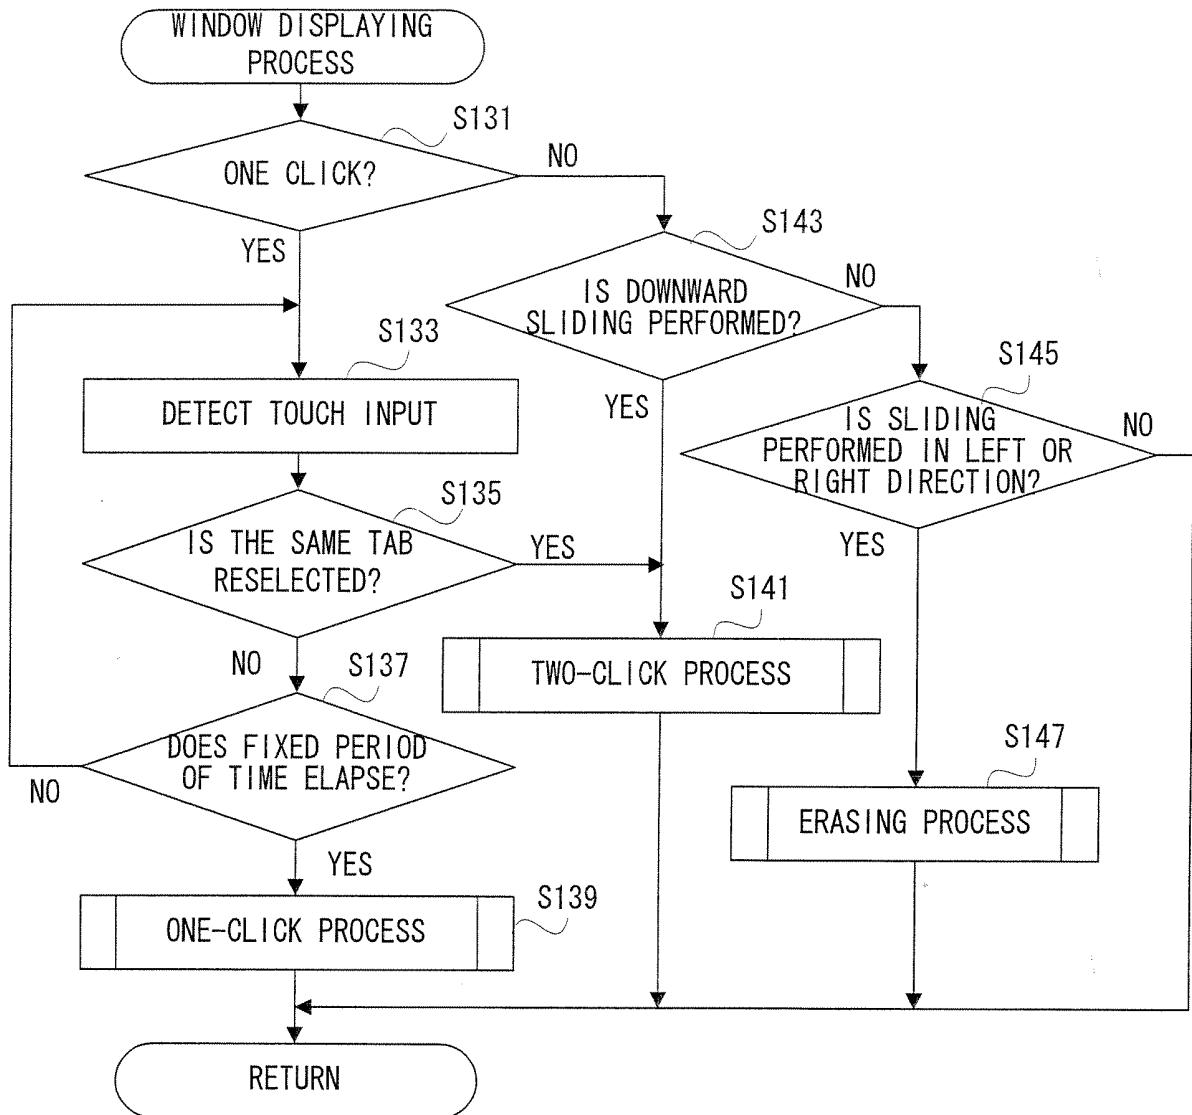 WINDOW DISPLAYING
PROCESS
S131
ONE CLICK?
NO
YES
S143
IS DOWNWARD
SLIDING PERFORMED?
NO
YES
S133
DETECT TOUCH INPUT
S145
IS SLIDING
PERFORMED IN LEFT OR
RIGHT DIRECTION?
NO
YES
S135
IS THE SAME TAB
RESELECTED?
YES
NO
S141
TWO-CLICK PROCESS
S137
DOES FIXED PERIOD
OF TIME ELAPSE?
NO
YES
S147
ERASING PROCESS
S139
ONE-CLICK PROCESS
RETURN